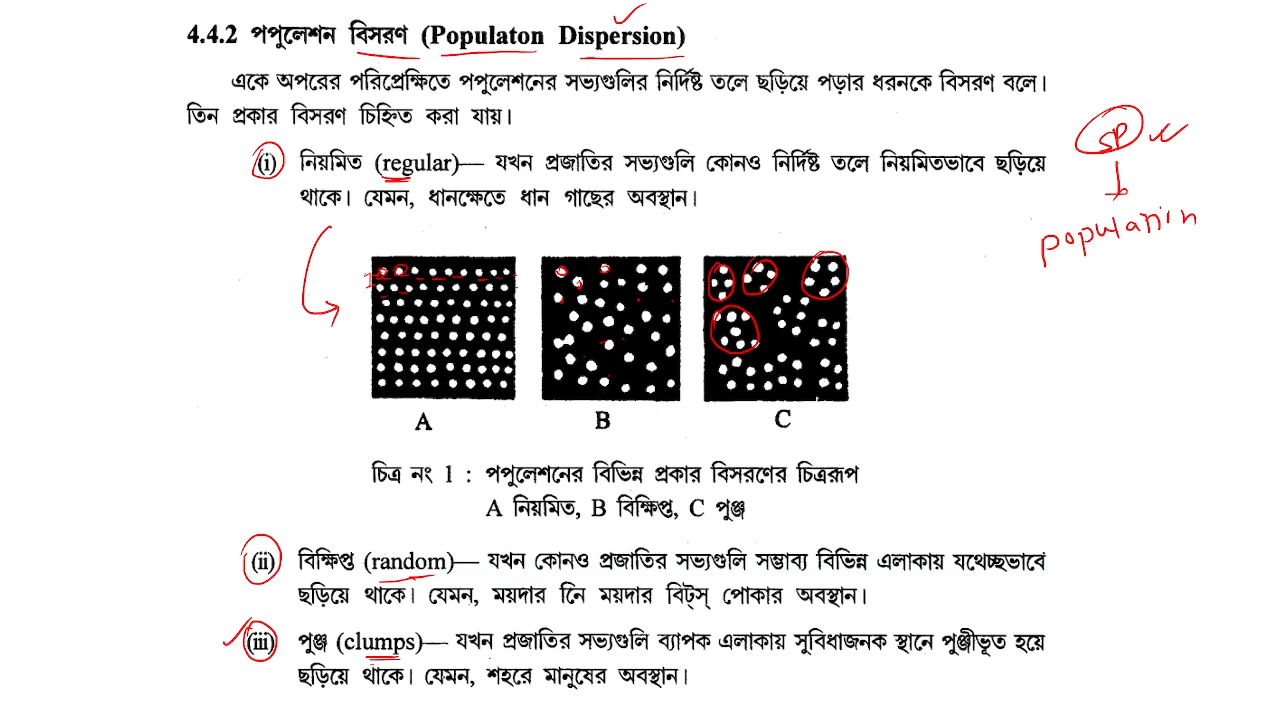 4.4.2 পপুলেশন বিসরণ (Populaton Dispersion)
একে অপরের পরিপ্রেক্ষিতে পপুলেশনের সভ্যগুলির নির্দিষ্ট তলে ছড়িয়ে পড়ার ধরনকে বিসরণ বলে।
তিন প্রকার বিসরণ চিহ্নিত করা যায়।
SP
population
(i) নিয়মিত (regular)— যখন প্রজাতির সভ্যগুলি কোনও নির্দিষ্ট তলে নিয়মিতভাবে ছড়িয়ে
থাকে। যেমন, ধানক্ষেতে ধান গাছের অবস্থান।
A B C
চিত্র নং 1 : পপুলেশনের বিভিন্ন প্রকার বিসরণের চিত্ররূপ
A নিয়মিত, B বিক্ষিপ্ত, C পুঞ্জ
(ii) বিক্ষিপ্ত (random)— যখন কোনও প্রজাতির সভ্যগুলি সম্ভাব্য বিভিন্ন এলাকায় যথেচ্ছভাবে
ছড়িয়ে থাকে। যেমন, ময়দার টিনে ময়দার বিট্‌স্ পোকার অবস্থান।
(iii) পুঞ্জ (clumps)— যখন প্রজাতির সভ্যগুলি ব্যাপক এলাকায় সুবিধাজনক স্থানে পুঞ্জীভূত হয়ে
ছড়িয়ে থাকে। যেমন, শহরে মানুষের অবস্থান।